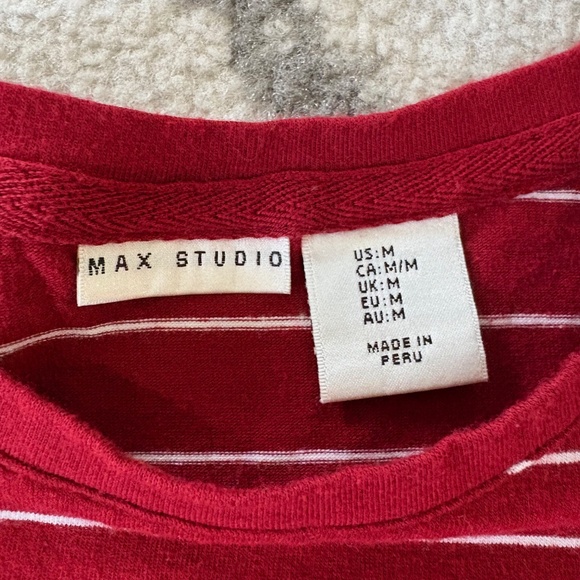 MAX STUDIO
US:M
CA:M/M
UK:M
EU:M
AU:M
MADE IN
PERU